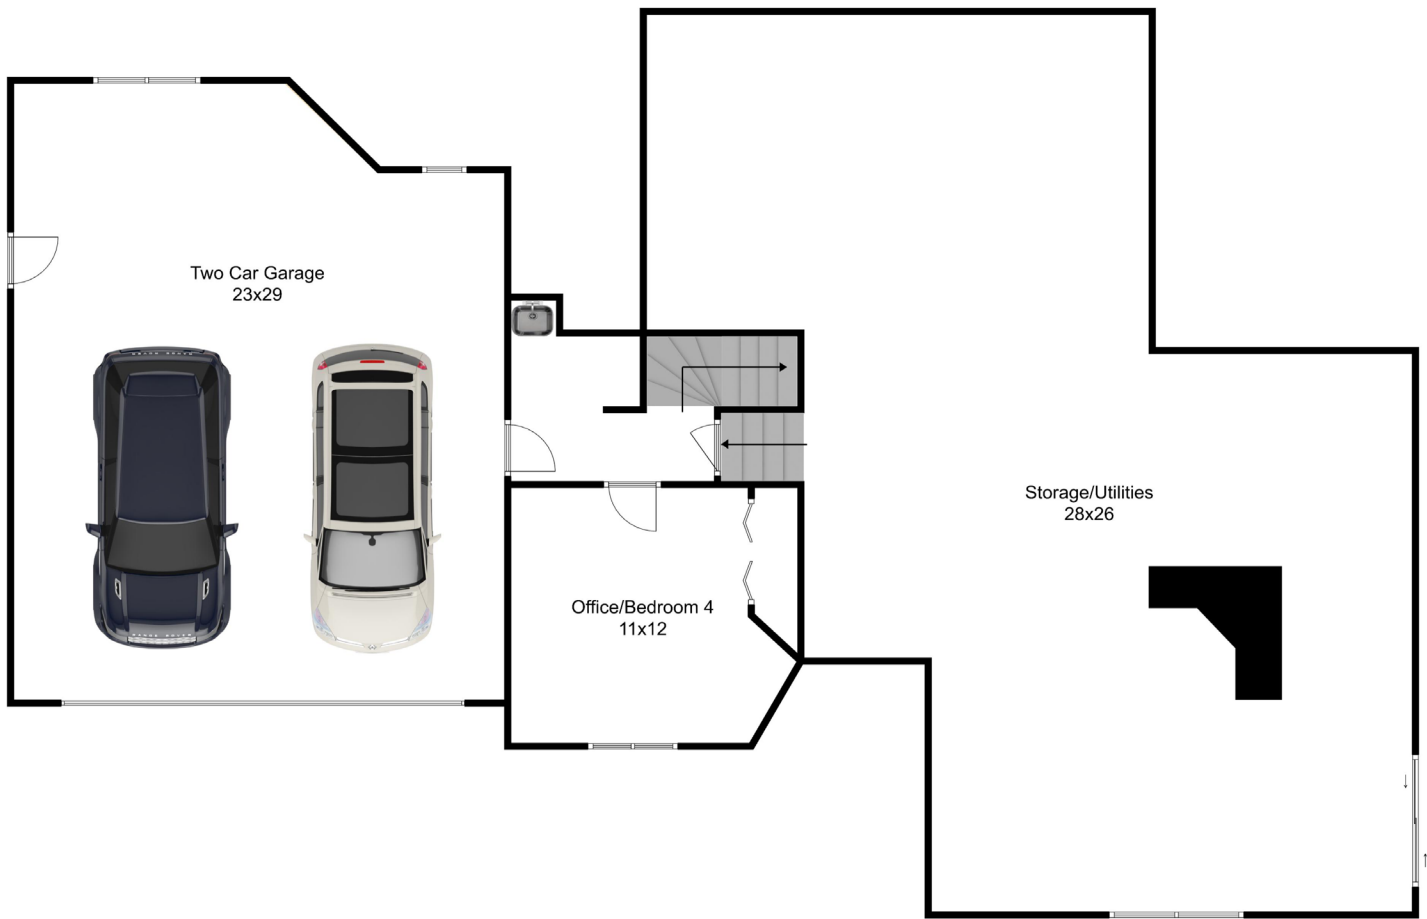 Two Car Garage
23x29
Storage/Utilities
28x26
Office/Bedroom 4
11x12